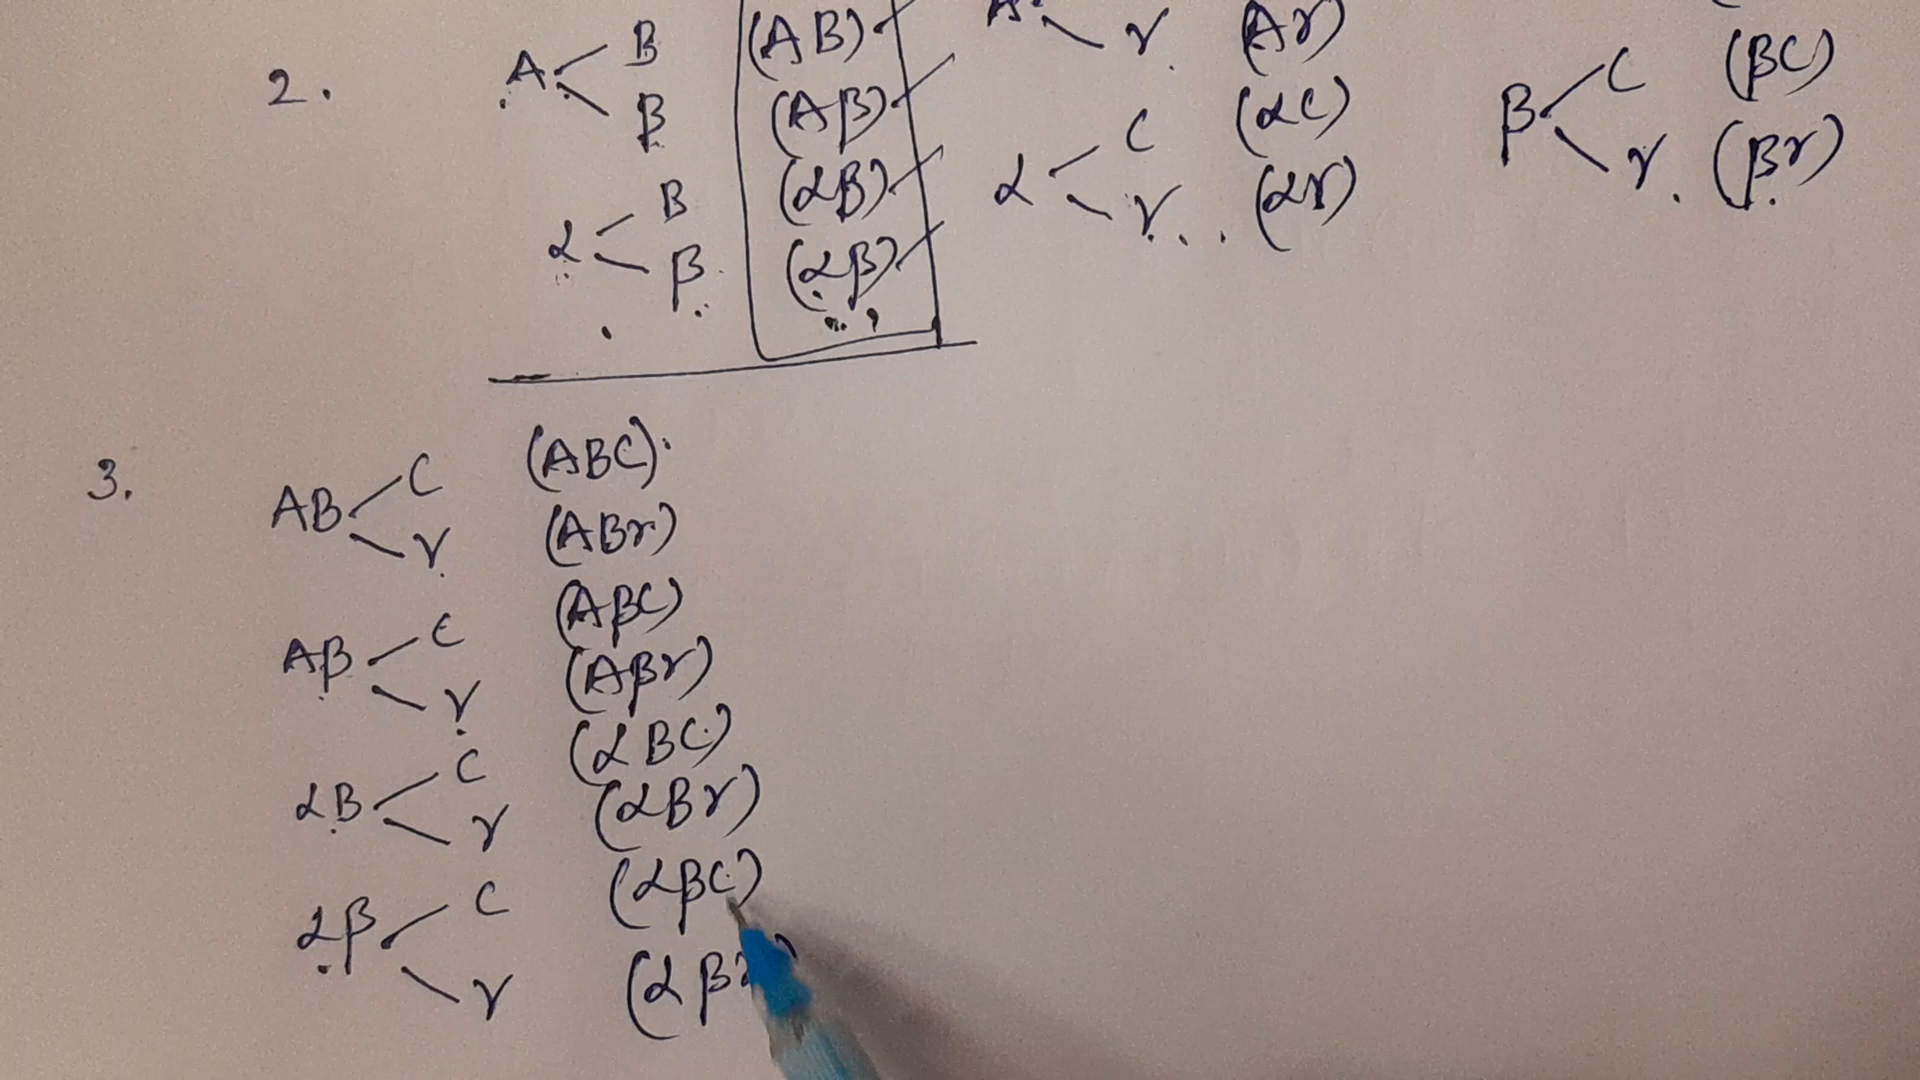 2.
A
B
β
(AB)
(Aβ)
α
B
β
(αB)
(αβ)
A
γ
(Aγ)
α
C
γ
(αC)
(αγ)
β
C
γ
(βC)
(βγ)
3.
AB
C
γ
(ABC)
(ABγ)
Aβ
C
γ
(AβC)
(Aβγ)
αB
C
γ
(αBC)
(αBγ)
αβ
C
γ
(αβC)
(αβ